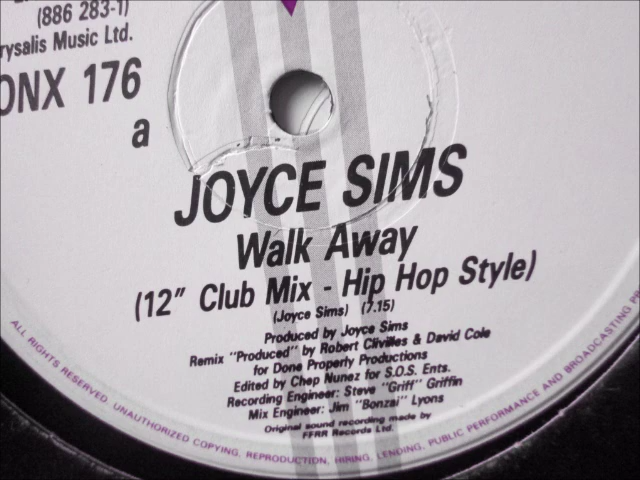 (886 283-1)
rysalis Music Ltd.
ONX 176
a
JOYCE SIMS
Walk Away
(12" Club Mix - Hip Hop Style)
(Joyce Sims) (7.15)
Produced by Joyce Sims
Remix "Produced" by Robert Clivilles & David Cole
for Done Properly Productions
Edited by Chep Nunez for S.O.S. Ents.
Recording Engineer: Steve "Griff" Griffin
Mix Engineer: Jim "Bonzai" Lyons
Original sound recording made by
FFRR Records Ltd.
ALL RIGHTS RESERVED. UNAUTHORIZED COPYING, REPRODUCTION, HIRING, LENDING, PUBLIC PERFORMANCE AND BROADCASTING PR